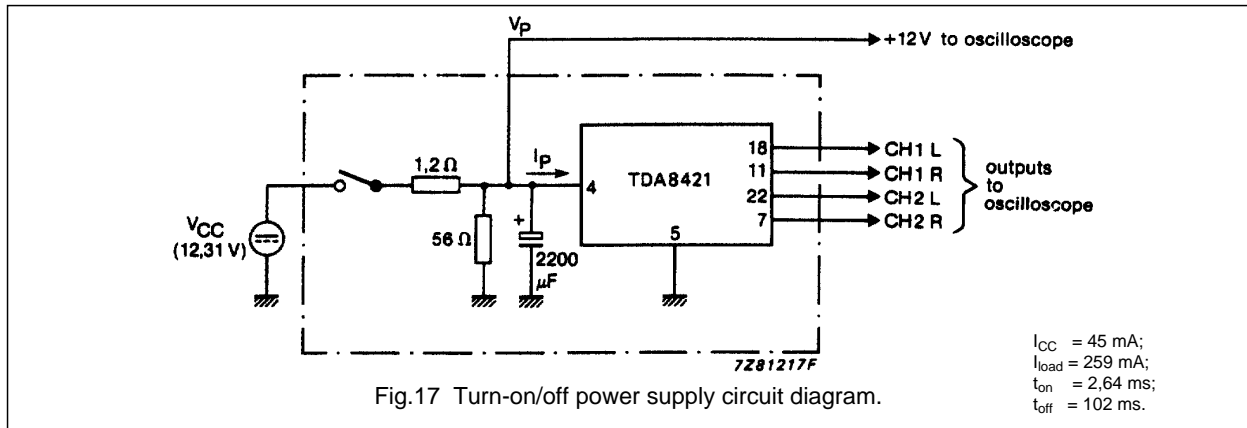 V_P
+12V to oscilloscope
1,2 Ω
I_P
4
TDA8421
18
11
22
7
5
CH1 L
CH1 R
CH2 L
CH2 R
outputs
to
oscilloscope
V_CC
(12,31 V)
56 Ω
+
2200
μF
7Z81217F
I_CC = 45 mA;
I_load = 259 mA;
t_on = 2,64 ms;
t_off = 102 ms.
Fig.17 Turn-on/off power supply circuit diagram.